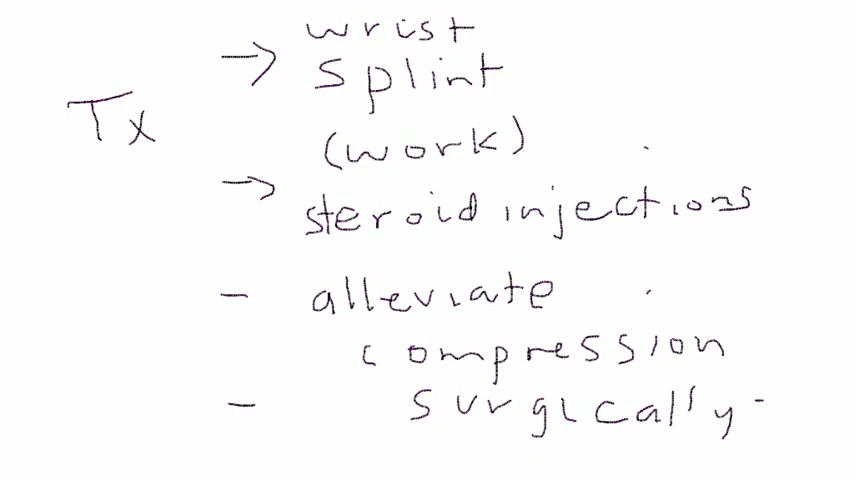 Tx
→ wrist
splint
(work)
→ steroid injections
- alleviate
compression
- surgically -